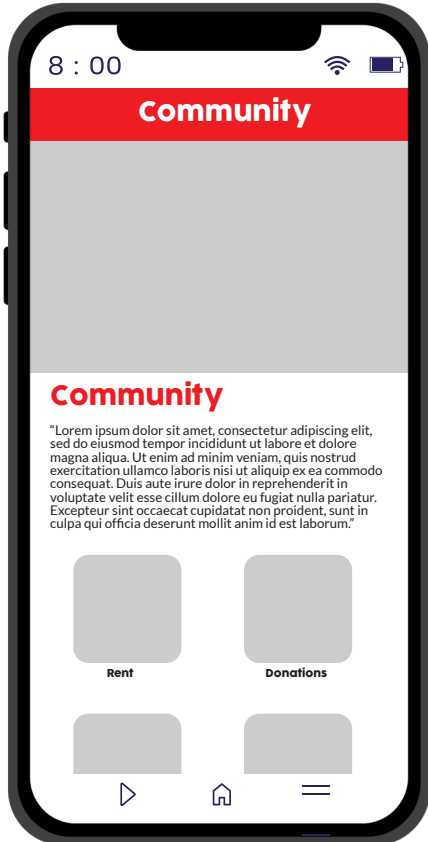 8 : 00
Community
Community
“Lorem ipsum dolor sit amet, consectetur adipiscing elit,
sed do eiusmod tempor incididunt ut labore et dolore
magna aliqua. Ut enim ad minim veniam, quis nostrud
exercitation ullamco laboris nisi ut aliquip ex ea commodo
consequat. Duis aute irure dolor in reprehenderit in
voluptate velit esse cillum dolore eu fugiat nulla pariatur.
Excepteur sint occaecat cupidatat non proident, sunt in
culpa qui officia deserunt mollit anim id est laborum.”
Rent
Donations